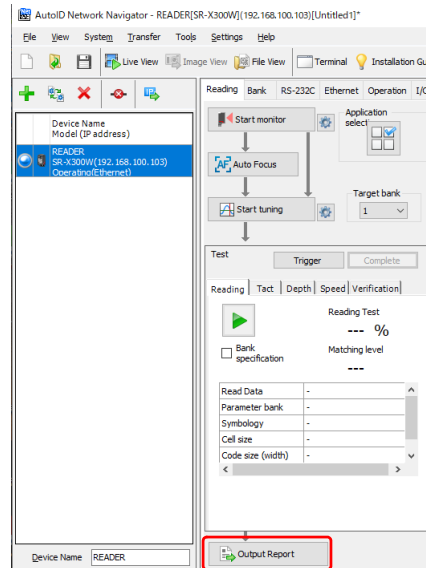 AutoID Network Navigator - READER[SR-X300W](192.168.100.103)[Untitled1]*
File View System Transfer Tools Settings Help
Live View Image View File View Terminal Installation Gu
Reading Bank RS-232C Ethernet Operation I/O
Device Name
Model (IP address)
READER
SR-X300W(192.168.100.103)
Operating(Ethernet)
Start monitor
Application
select
AF Auto Focus
Start tuning
Target bank
1
Test
Trigger Complete
Reading Tact Depth Speed Verification
Reading Test
--- %
Bank
specification
Matching level
---
Read Data -
Parameter bank -
Symbology -
Cell size -
Code size (width) -
Device Name READER
Output Report